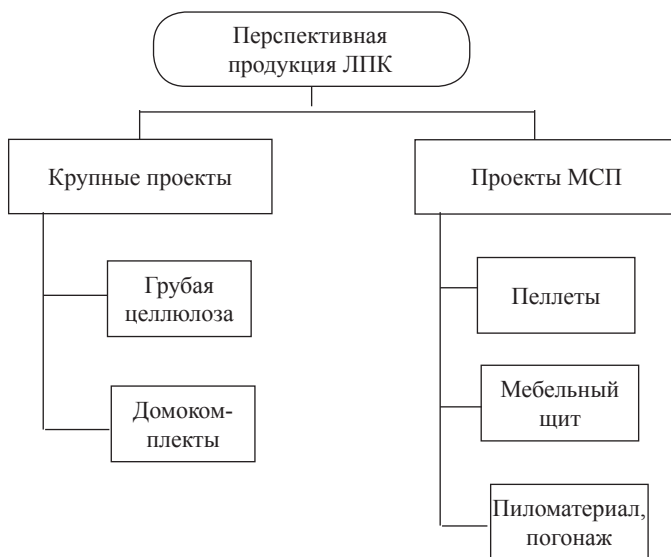 Перспективная
продукция ЛПК
Крупные проекты
Проекты МСП
Грубая
целлюлоза
Пеллеты
Домоком-
плекты
Мебельный
щит
Пиломатериал,
погонаж